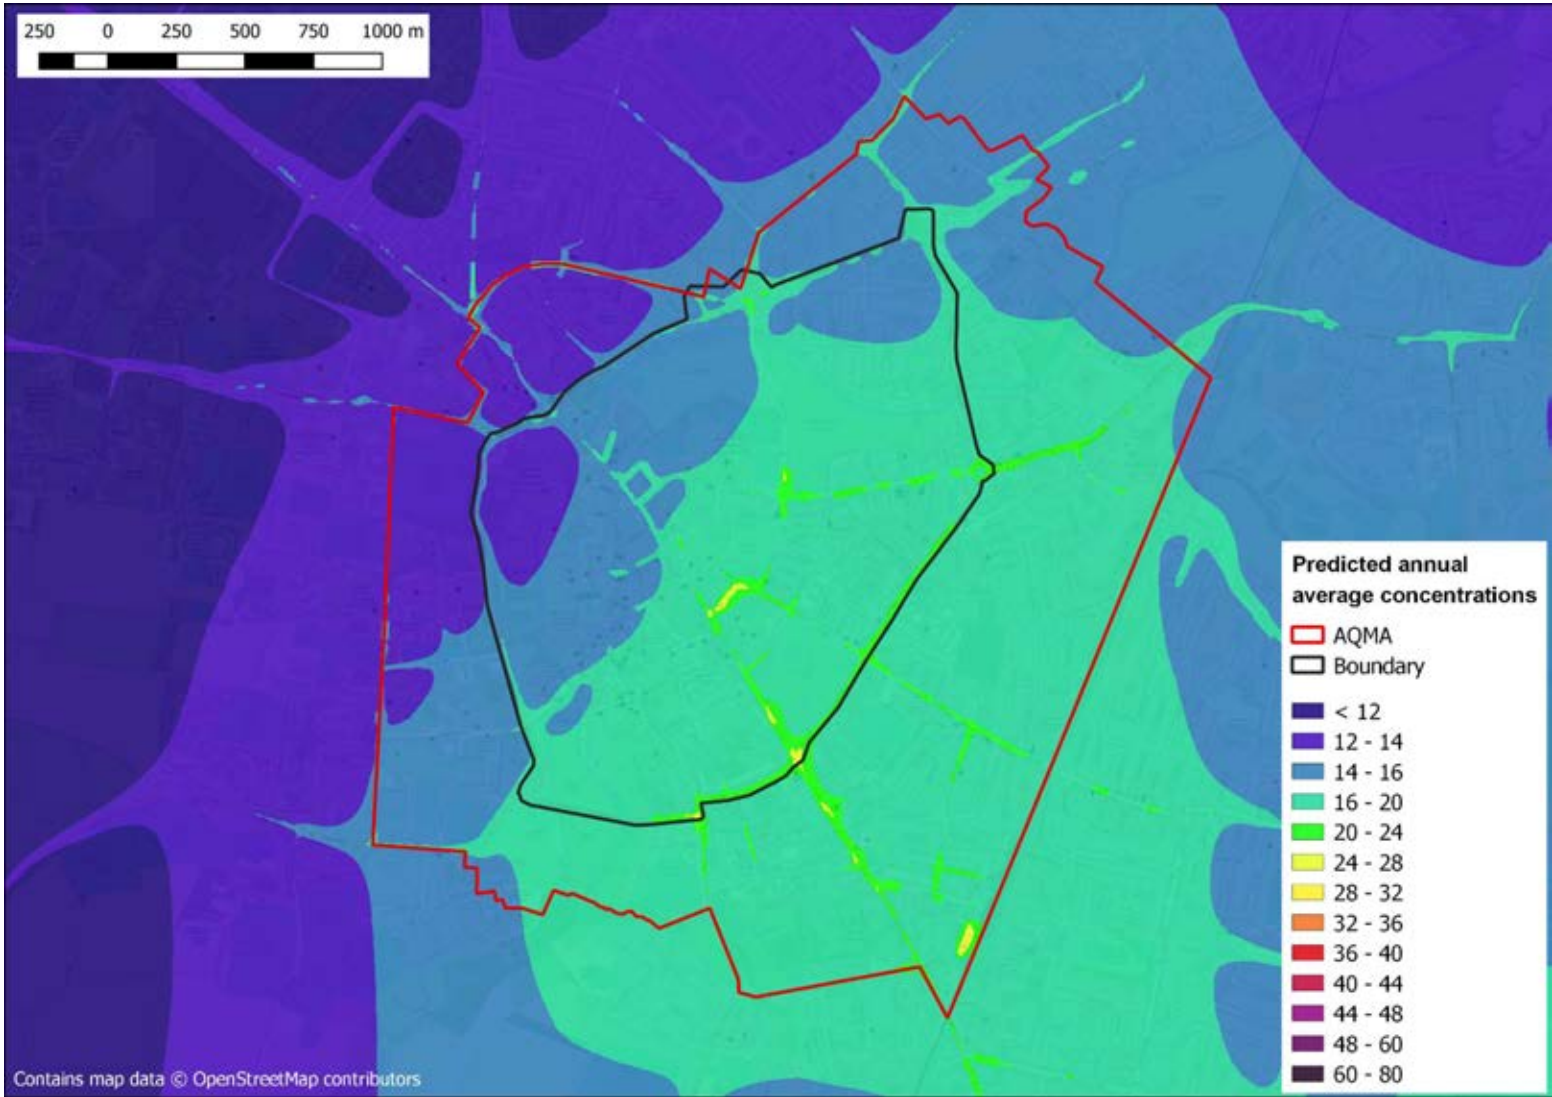 250 0 250 500 750 1000 m
Predicted annual
average concentrations
AQMA
Boundary
< 12
12 - 14
14 - 16
16 - 20
20 - 24
24 - 28
28 - 32
32 - 36
36 - 40
40 - 44
44 - 48
48 - 60
60 - 80
Contains map data © OpenStreetMap contributors